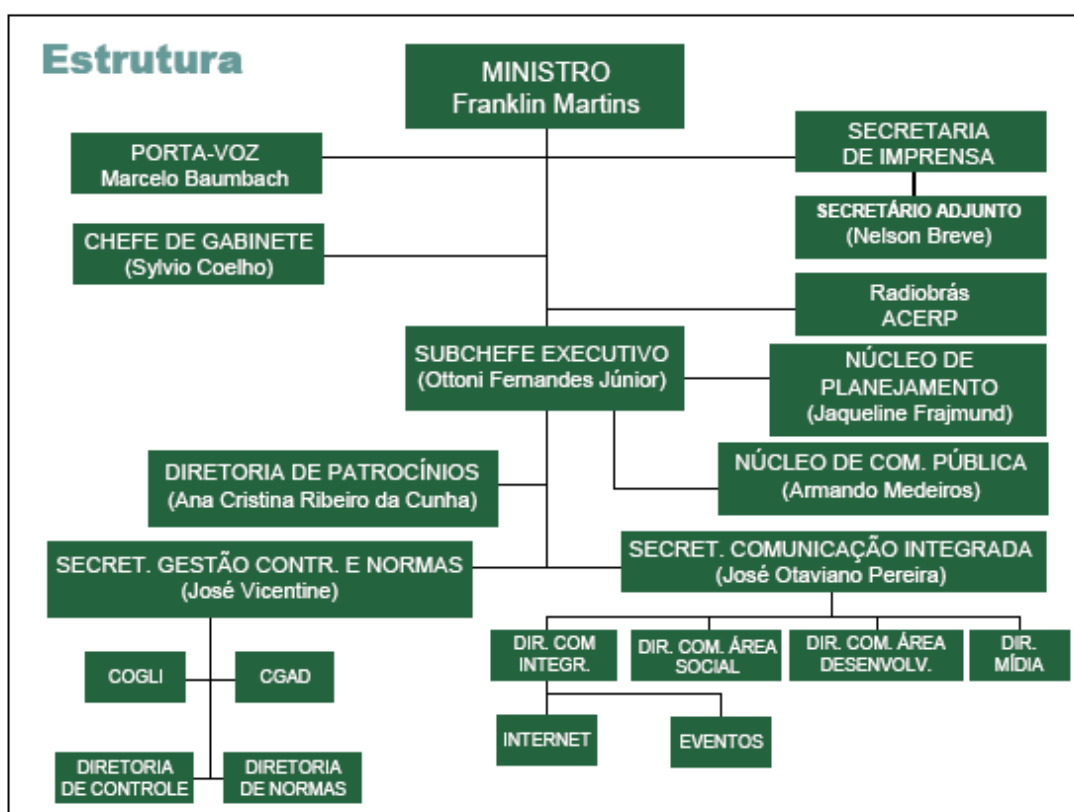 Estrutura
MINISTRO
Franklin Martins
PORTA-VOZ
Marcelo Baumbach
SECRETARIA
DE IMPRENSA
SECRETÁRIO ADJUNTO
(Nelson Breve)
CHEFE DE GABINETE
(Sylvio Coelho)
Radiobrás
ACERP
SUBCHEFE EXECUTIVO
(Ottoni Fernandes Júnior)
NÚCLEO DE
PLANEJAMENTO
(Jaqueline Frajmund)
DIRETORIA DE PATROCÍNIOS
(Ana Cristina Ribeiro da Cunha)
NÚCLEO DE COM. PÚBLICA
(Armando Medeiros)
SECRET. GESTÃO CONTR. E NORMAS
(José Vicentine)
SECRET. COMUNICAÇÃO INTEGRADA
(José Otaviano Pereira)
DIR. COM
INTEGR.
DIR. COM. ÁREA
SOCIAL
DIR. COM. ÁREA
DESENVOLV.
DIR.
MÍDIA
COGLI
CGAD
INTERNET
EVENTOS
DIRETORIA
DE CONTROLE
DIRETORIA
DE NORMAS